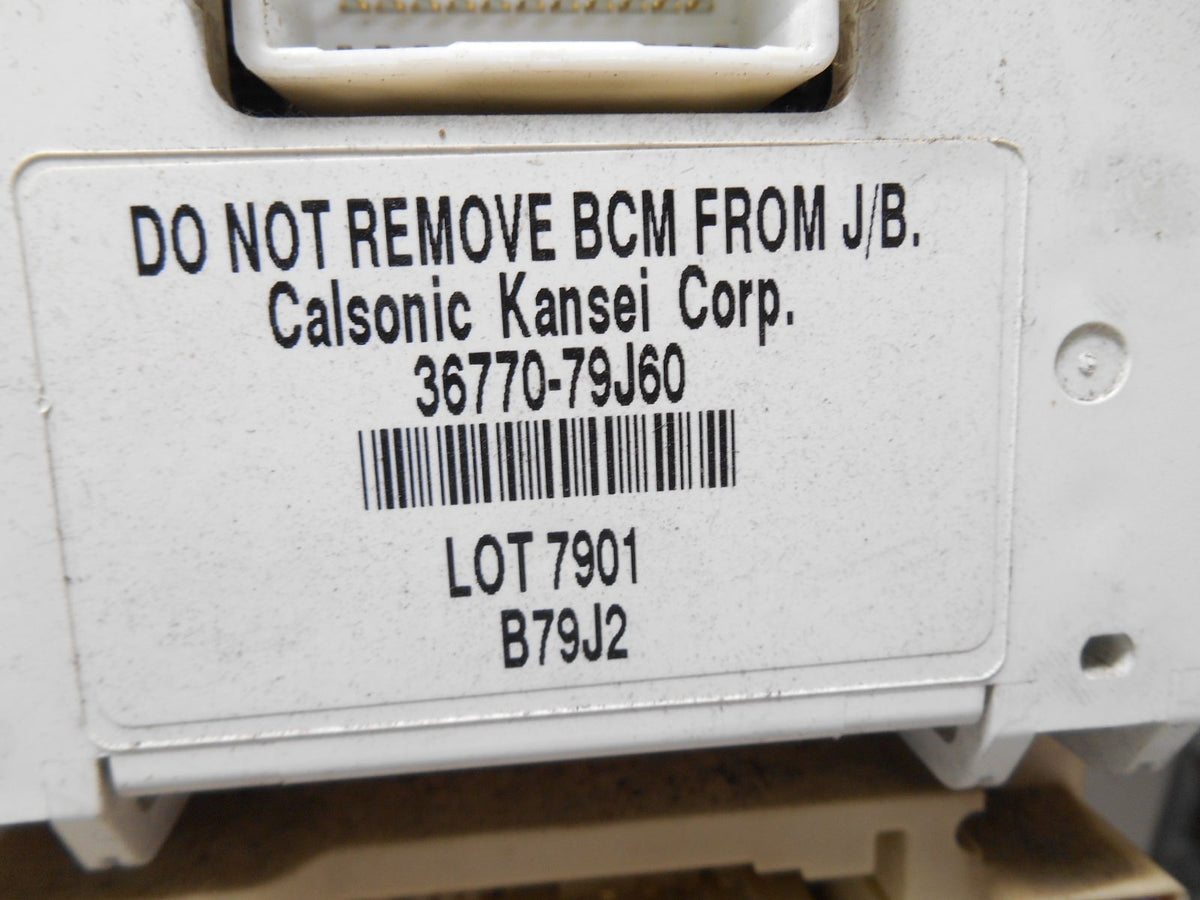 DO NOT REMOVE BCM FROM J/B.
Calsonic Kansei Corp.
36770-79J60
LOT 7901
B79J2